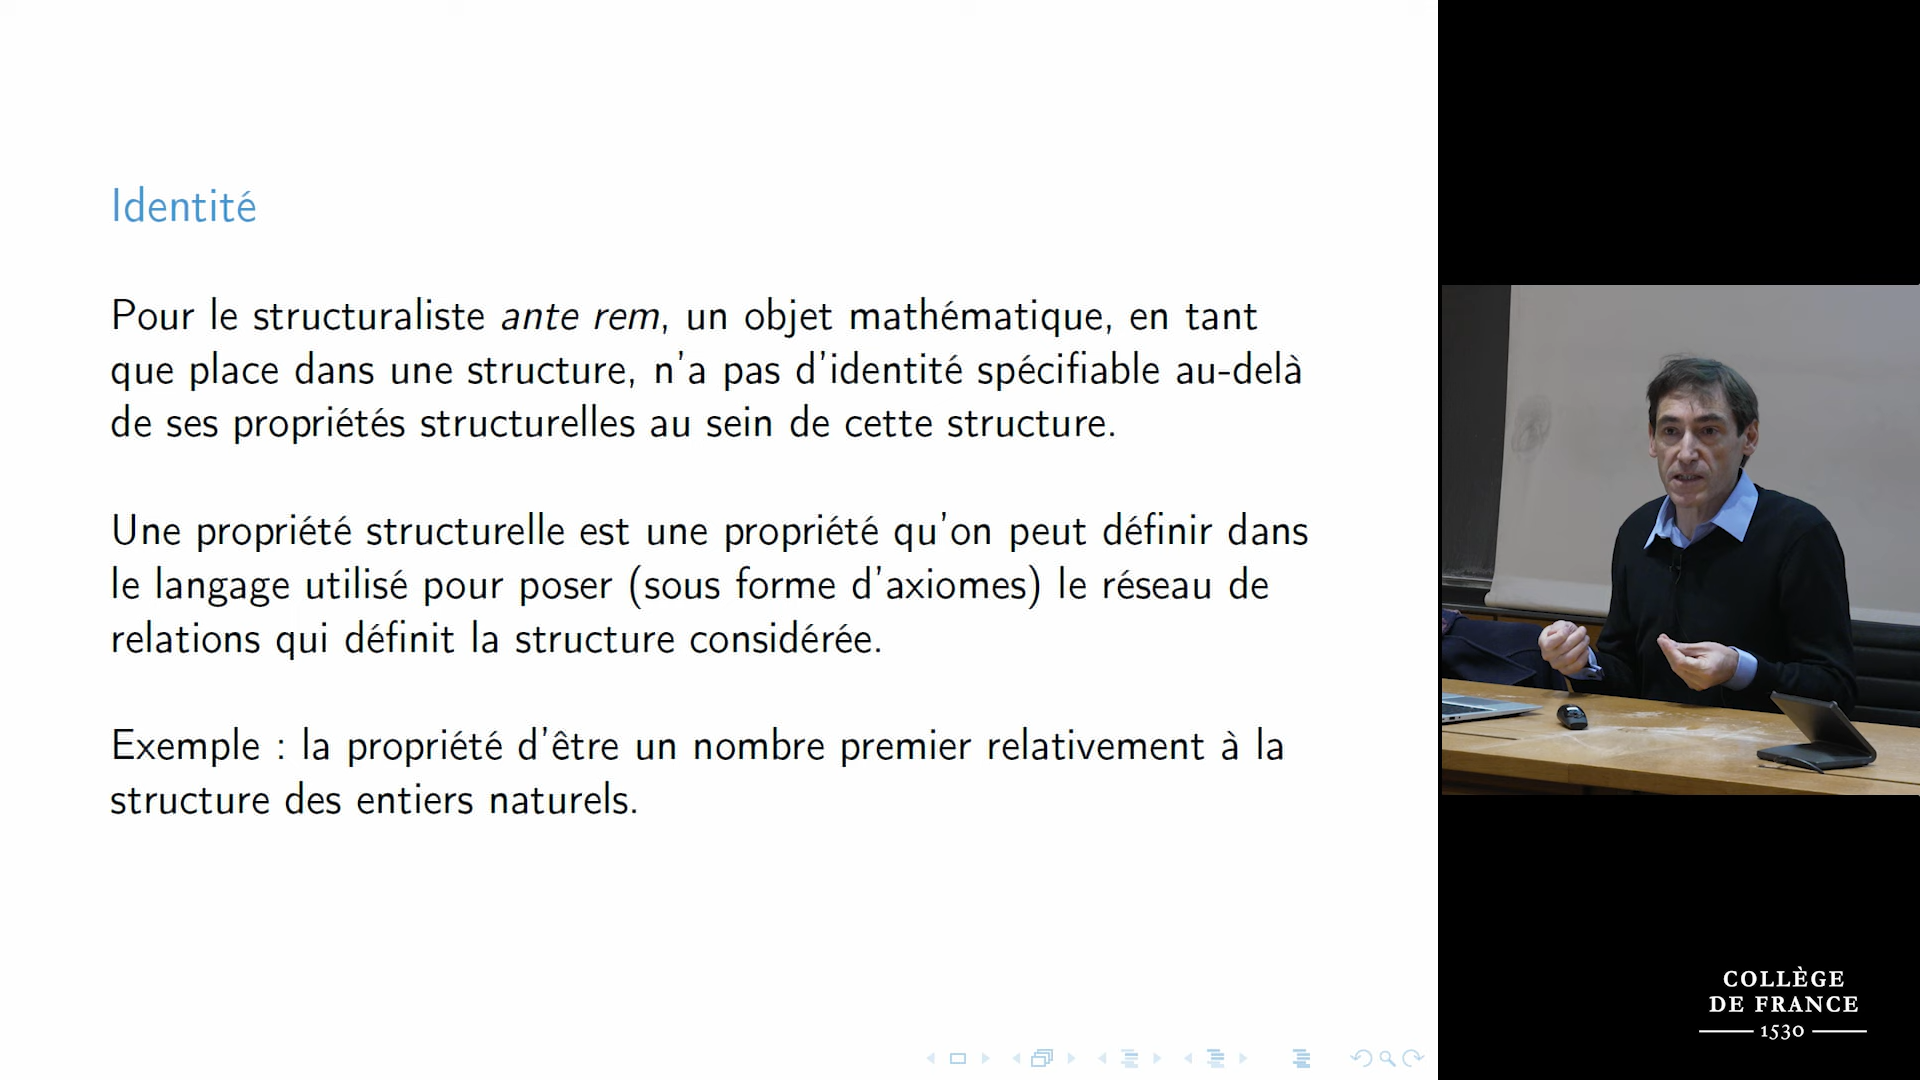 Identité
Pour le structuraliste ante rem, un objet mathématique, en tant
que place dans une structure, n'a pas d'identité spécifiable au-delà
de ses propriétés structurelles au sein de cette structure.
Une propriété structurelle est une propriété qu'on peut définir dans
le langage utilisé pour poser (sous forme d'axiomes) le réseau de
relations qui définit la structure considérée.
Exemple : la propriété d'être un nombre premier relativement à la
structure des entiers naturels.
COLLÈGE
DE FRANCE
1530